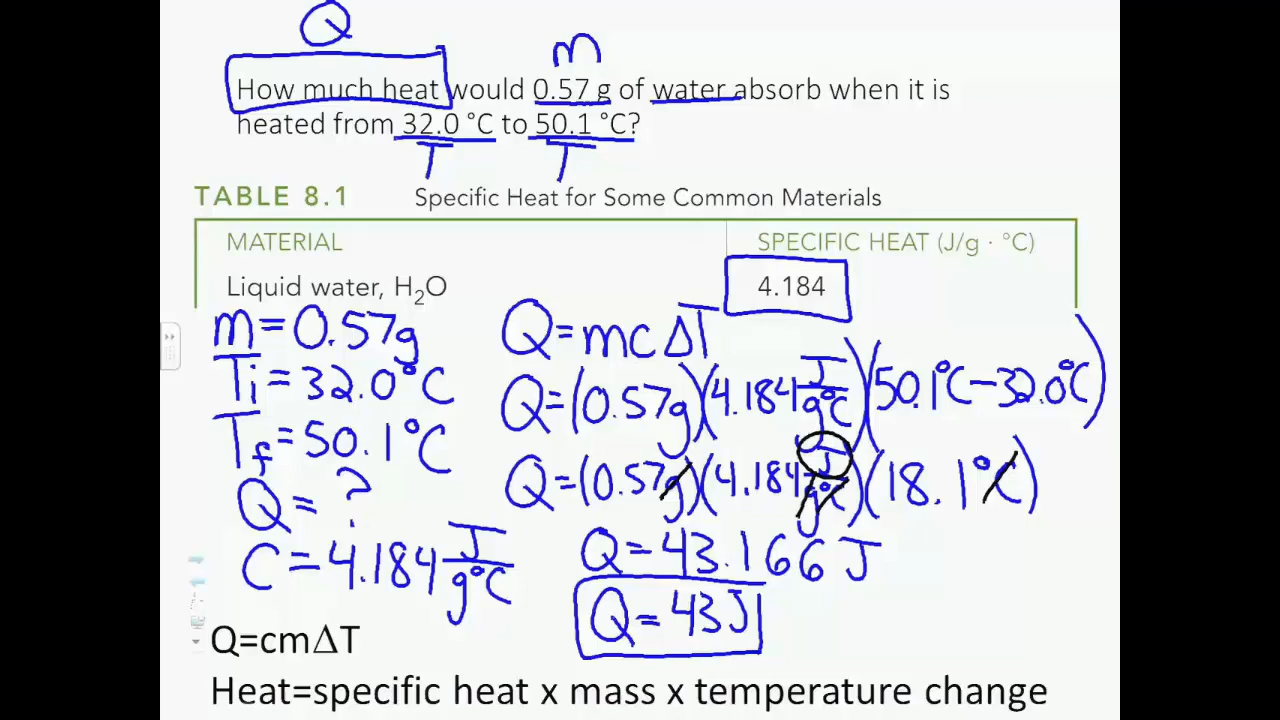 Q
m
How much heat would 0.57 g of water absorb when it is
heated from 32.0 °C to 50.1 °C?
T T
TABLE 8.1 Specific Heat for Some Common Materials
MATERIAL SPECIFIC HEAT (J/g · °C)
Liquid water, H₂O 4.184
m=0.57g
Ti=32.0°C
Tf=50.1°C
Q=?
C=4.184 J/g°C
Q=mcΔT
Q=(0.57g)(4.184 J/g°C)(50.1°C-32.0°C)
Q=(0.57g)(4.184 J/g°C)(18.1°C)
Q=43.166J
Q=43J
Q=cmΔT
Heat=specific heat x mass x temperature change